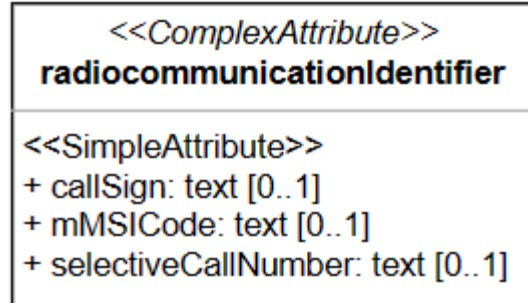 <<ComplexAttribute>>
radiocommunicationIdentifier
<<SimpleAttribute>>
+ callSign: text [0..1]
+ mMSICode: text [0..1]
+ selectiveCallNumber: text [0..1]